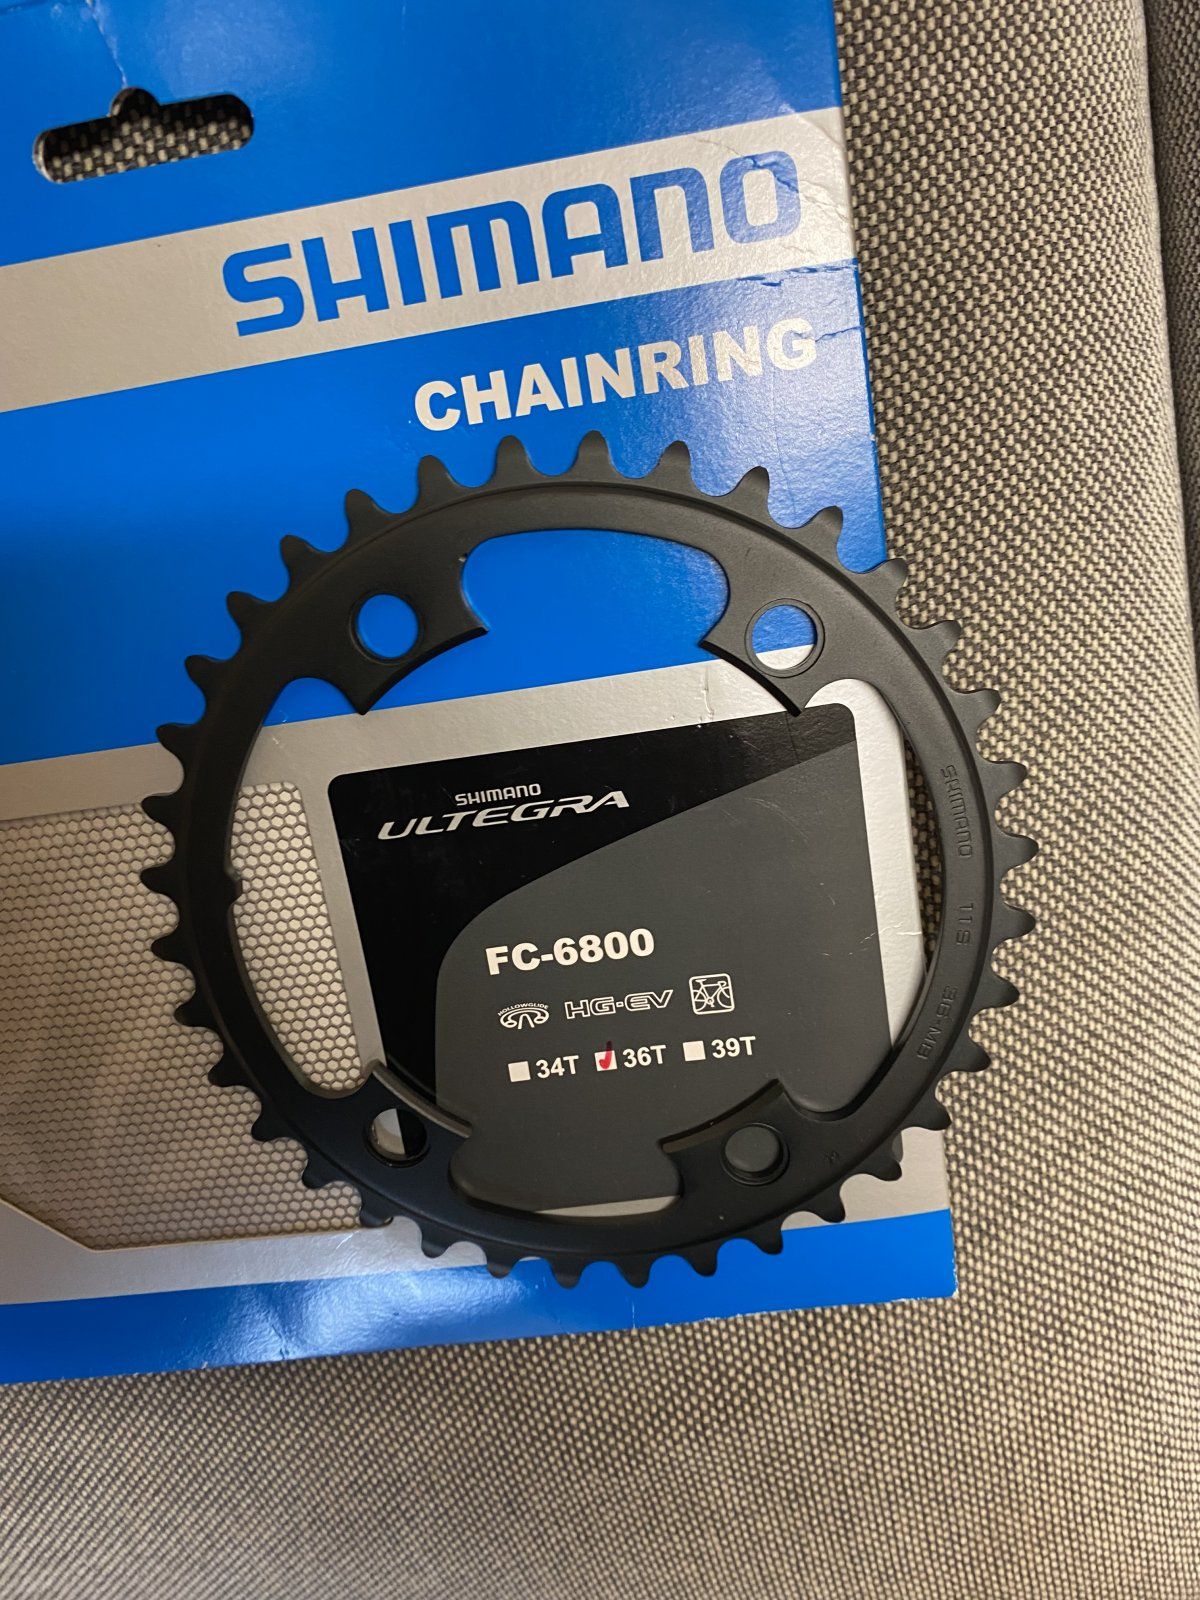 SHIMANO
CHAINRING
SHIMANO
ULTEGRA
FC-6800
HOLLOWGLIDE
HG-EV
34T 36T 39T
SHIMANO 11S 36-MB